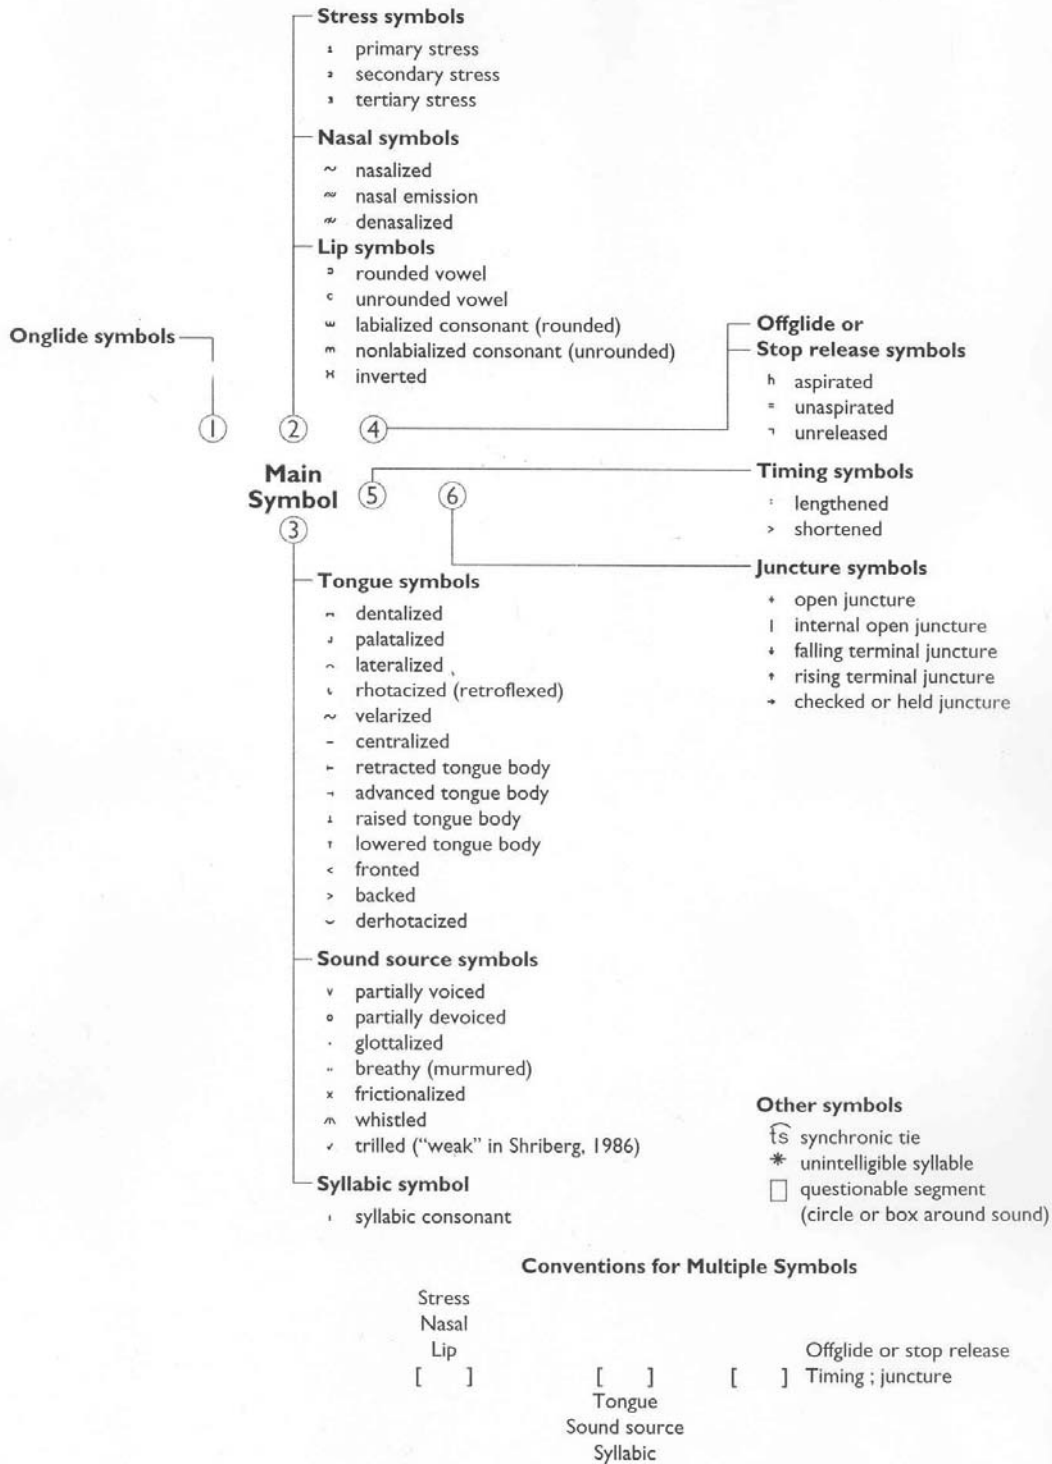 Stress symbols
1 primary stress
2 secondary stress
3 tertiary stress
Nasal symbols
~ nasalized
nasal emission
denasalized
Lip symbols
ɔ rounded vowel
c unrounded vowel
ʷ labialized consonant (rounded)
m nonlabialized consonant (unrounded)
inverted
Onglide symbols
Offglide or
Stop release symbols
h aspirated
= unaspirated
˺ unreleased
① ② ④
Main
Symbol ⑤ ⑥
③
Timing symbols
: lengthened
> shortened
Juncture symbols
+ open juncture
| internal open juncture
↓ falling terminal juncture
↑ rising terminal juncture
→ checked or held juncture
Tongue symbols
dentalized
palatalized
lateralized
rhotacized (retroflexed)
~ velarized
- centralized
⊢ retracted tongue body
⊣ advanced tongue body
⊥ raised tongue body
⊤ lowered tongue body
< fronted
> backed
derhotacized
Sound source symbols
v partially voiced
o partially devoiced
· glottalized
·· breathy (murmured)
x frictionalized
whistled
✓ trilled ("weak" in Shriberg, 1986)
Syllabic symbol
ı syllabic consonant
Other symbols
t͡s synchronic tie
* unintelligible syllable
□ questionable segment
(circle or box around sound)
Conventions for Multiple Symbols
Stress
Nasal
Lip Offglide or stop release
[ ] [ ] [ ] Timing ; juncture
Tongue
Sound source
Syllabic